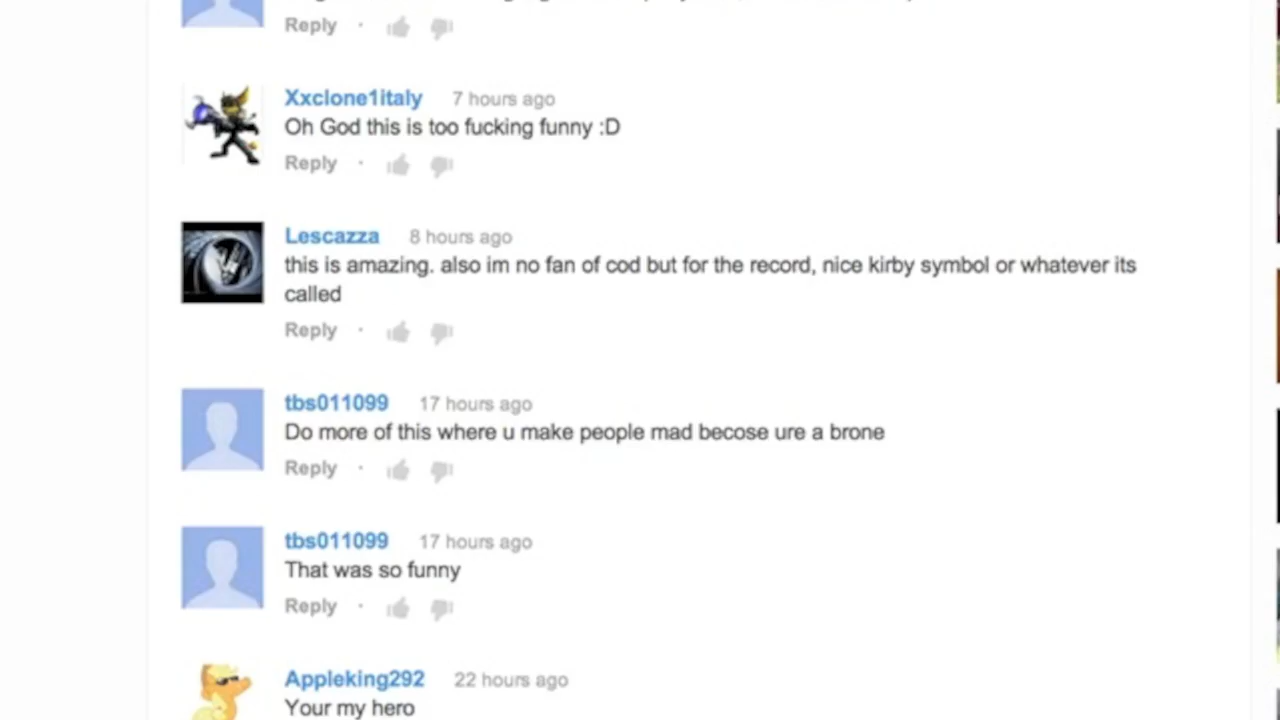 Reply ·
Xxclone1italy 7 hours ago
Oh God this is too fucking funny :D
Reply ·
Lescazza 8 hours ago
this is amazing. also im no fan of cod but for the record, nice kirby symbol or whatever its
called
Reply ·
tbs011099 17 hours ago
Do more of this where u make people mad becose ure a brone
Reply ·
tbs011099 17 hours ago
That was so funny
Reply ·
Appleking292 22 hours ago
Your my hero